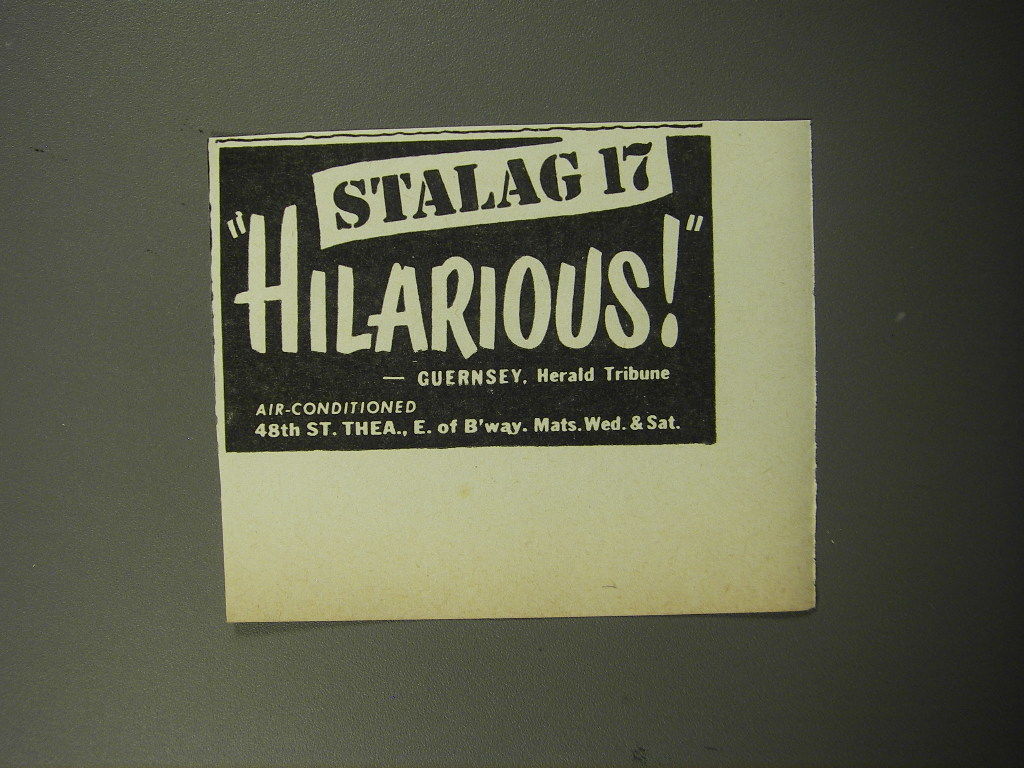 STALAG 17
"HILARIOUS!"
— GUERNSEY, Herald Tribune
AIR-CONDITIONED
48th ST. THEA., E. of B'way. Mats. Wed. & Sat.